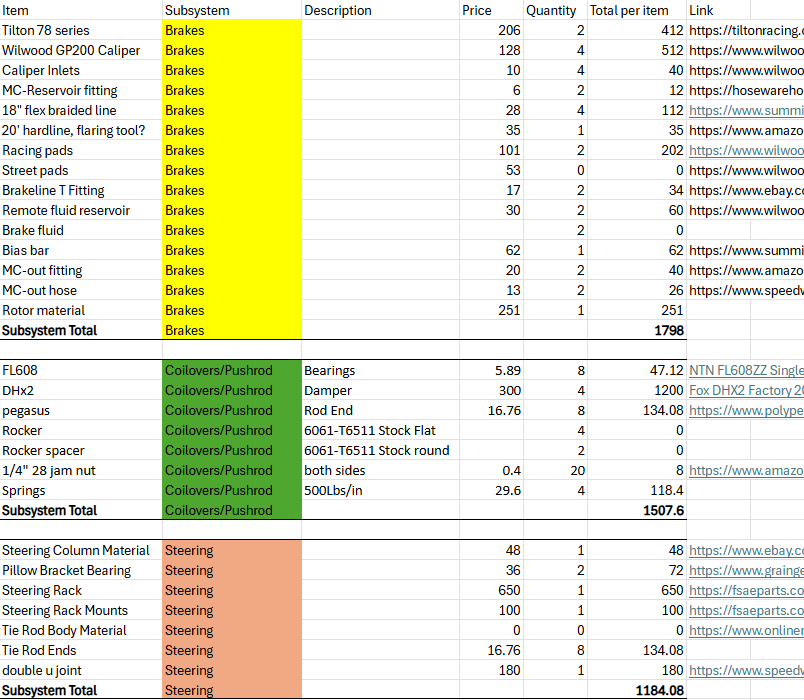 Item Subsystem Description Price Quantity Total per item Link
Tilton 78 series Brakes 206 2 412 https://tiltonracing.c
Wilwood GP200 Caliper Brakes 128 4 512 https://www.wilwoo
Caliper Inlets Brakes 10 4 40 https://www.wilwoo
MC-Reservoir fitting Brakes 6 2 12 https://hosewareho
18" flex braided line Brakes 28 4 112 https://www.summi
20' hardline, flaring tool? Brakes 35 1 35 https://www.amazo
Racing pads Brakes 101 2 202 https://www.wilwoo
Street pads Brakes 53 0 0 https://www.wilwoo
Brakeline T Fitting Brakes 17 2 34 https://www.ebay.co
Remote fluid reservoir Brakes 30 2 60 https://www.wilwoo
Brake fluid Brakes 2 0
Bias bar Brakes 62 1 62 https://www.summi
MC-out fitting Brakes 20 2 40 https://www.amazo
MC-out hose Brakes 13 2 26 https://www.speedw
Rotor material Brakes 251 1 251
Subsystem Total Brakes 1798
FL608 Coilovers/Pushrod Bearings 5.89 8 47.12 NTN FL608ZZ Single
DHx2 Coilovers/Pushrod Damper 300 4 1200 Fox DHX2 Factory 20
pegasus Coilovers/Pushrod Rod End 16.76 8 134.08 https://www.polype
Rocker Coilovers/Pushrod 6061-T6511 Stock Flat 4 0
Rocker spacer Coilovers/Pushrod 6061-T6511 Stock round 2 0
1/4" 28 jam nut Coilovers/Pushrod both sides 0.4 20 8 https://www.amazo
Springs Coilovers/Pushrod 500Lbs/in 29.6 4 118.4
Subsystem Total Coilovers/Pushrod 1507.6
Steering Column Material Steering 48 1 48 https://www.ebay.co
Pillow Bracket Bearing Steering 36 2 72 https://www.grainge
Steering Rack Steering 650 1 650 https://fsaeparts.co
Steering Rack Mounts Steering 100 1 100 https://fsaeparts.co
Tie Rod Body Material Steering 0 0 0 https://www.onliner
Tie Rod Ends Steering 16.76 8 134.08
double u joint Steering 180 1 180 https://www.speedw
Subsystem Total Steering 1184.08